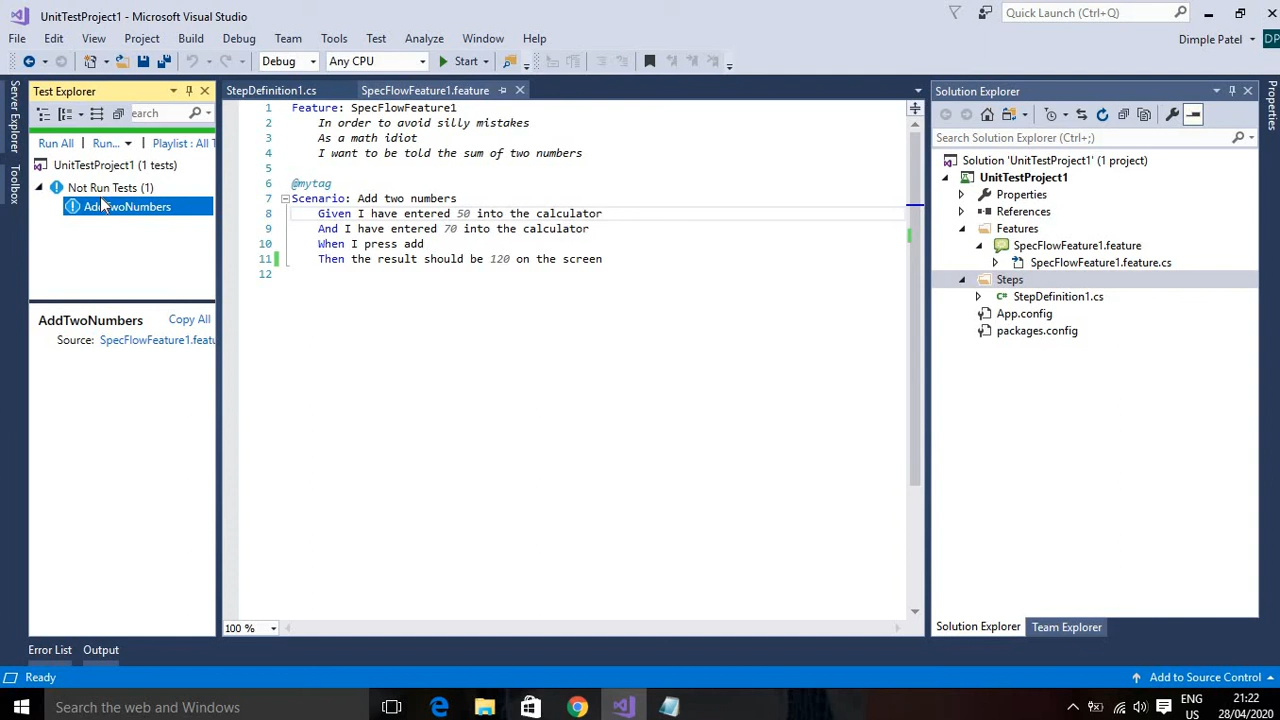 UnitTestProject1 - Microsoft Visual Studio
Quick Launch (Ctrl+Q)
File Edit View Project Build Debug Team Tools Test Analyze Window Help
Dimple Patel
DP
Debug
Any CPU
Start
Server Explorer
Toolbox
Test Explorer
earch
Run All
Run...
Playlist: All T
UnitTestProject1 (1 tests)
Not Run Tests (1)
AddTwoNumbers
AddTwoNumbers
Copy All
Source: SpecFlowFeature1.featu
StepDefinition1.cs
SpecFlowFeature1.feature
1 Feature: SpecFlowFeature1
2 In order to avoid silly mistakes
3 As a math idiot
4 I want to be told the sum of two numbers
5
6 @mytag
7 Scenario: Add two numbers
8 Given I have entered 50 into the calculator
9 And I have entered 70 into the calculator
10 When I press add
11 Then the result should be 120 on the screen
12
100 %
Solution Explorer
Search Solution Explorer (Ctrl+;)
Solution 'UnitTestProject1' (1 project)
UnitTestProject1
Properties
References
Features
SpecFlowFeature1.feature
SpecFlowFeature1.feature.cs
Steps
StepDefinition1.cs
App.config
packages.config
Solution Explorer
Team Explorer
Properties
Error List
Output
Ready
Add to Source Control
Search the web and Windows
ENG
US
21:22
28/04/2020